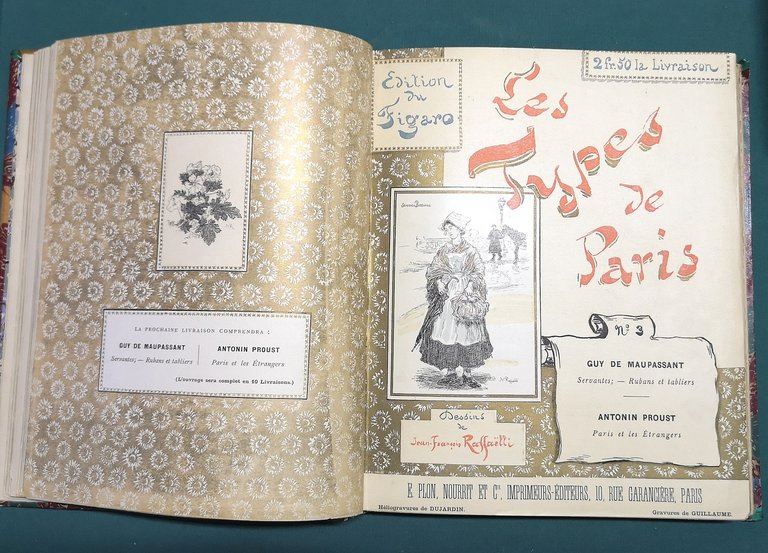 LA PROCHAINE LIVRAISON COMPRENDRA :
GUY DE MAUPASSANT
Servantes; — Rubans et tabliers
ANTONIN PROUST
Paris et les Étrangers
(L'ouvrage sera complet en 10 Livraisons.)
Edition
du
Figaro
2 fr. 50 la Livraison
Les
Types
de
Paris
N° 3
GUY DE MAUPASSANT
Servantes; — Rubans et tabliers
ANTONIN PROUST
Paris et les Étrangers
Dessins
de
Jean-François Raffaëlli
E. PLON, NOURRIT ET Cie, IMPRIMEURS-ÉDITEURS, 10, RUE GARANCIÈRE, PARIS
Héliogravures de DUJARDIN.
Gravures de GUILLAUME.